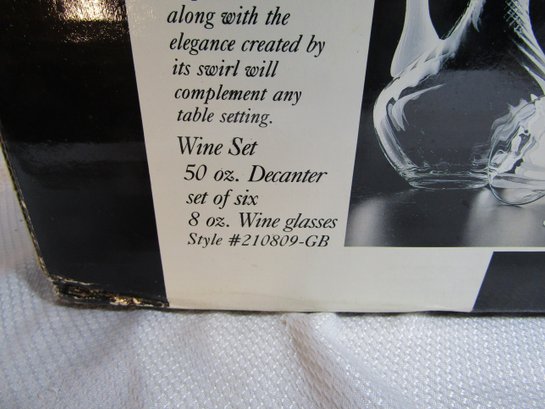 along with the
elegance created by
its swirl will
complement any
table setting.
Wine Set
50 oz. Decanter
set of six
8 oz. Wine glasses
Style #210809-GB